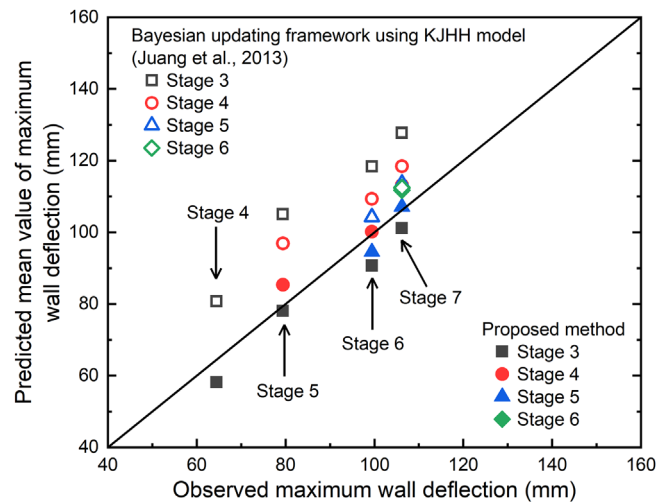 Bayesian updating framework using KJHH model
(Juang et al., 2013)
Stage 3
Stage 4
Stage 5
Stage 6
Stage 4
Stage 5
Stage 6
Stage 7
Proposed method
Stage 3
Stage 4
Stage 5
Stage 6
Predicted mean value of maximum
wall deflection (mm)
160
140
120
100
80
60
40
40 60 80 100 120 140 160
Observed maximum wall deflection (mm)